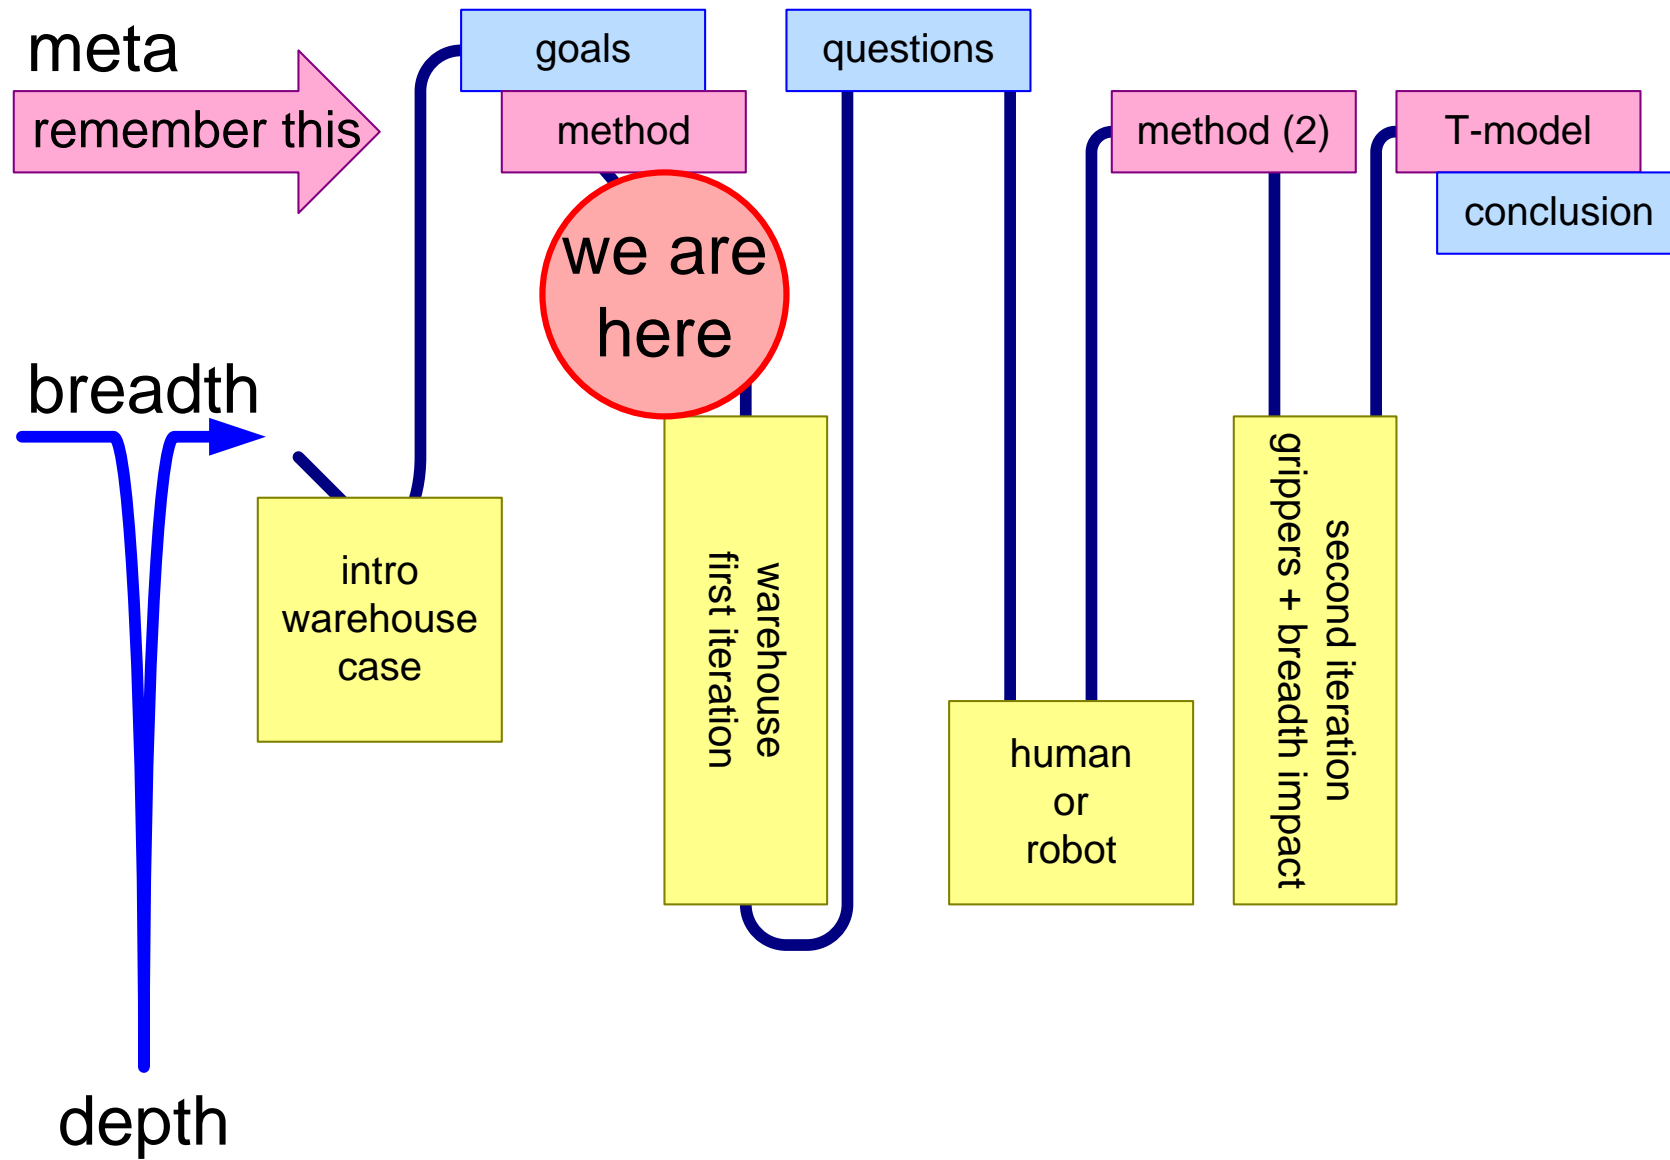 meta
remember this
goals
method
questions
method (2)
T-model
conclusion
we are
here
breadth
intro
warehouse
case
warehouse
first iteration
human
or
robot
second iteration
grippers + breadth impact
depth